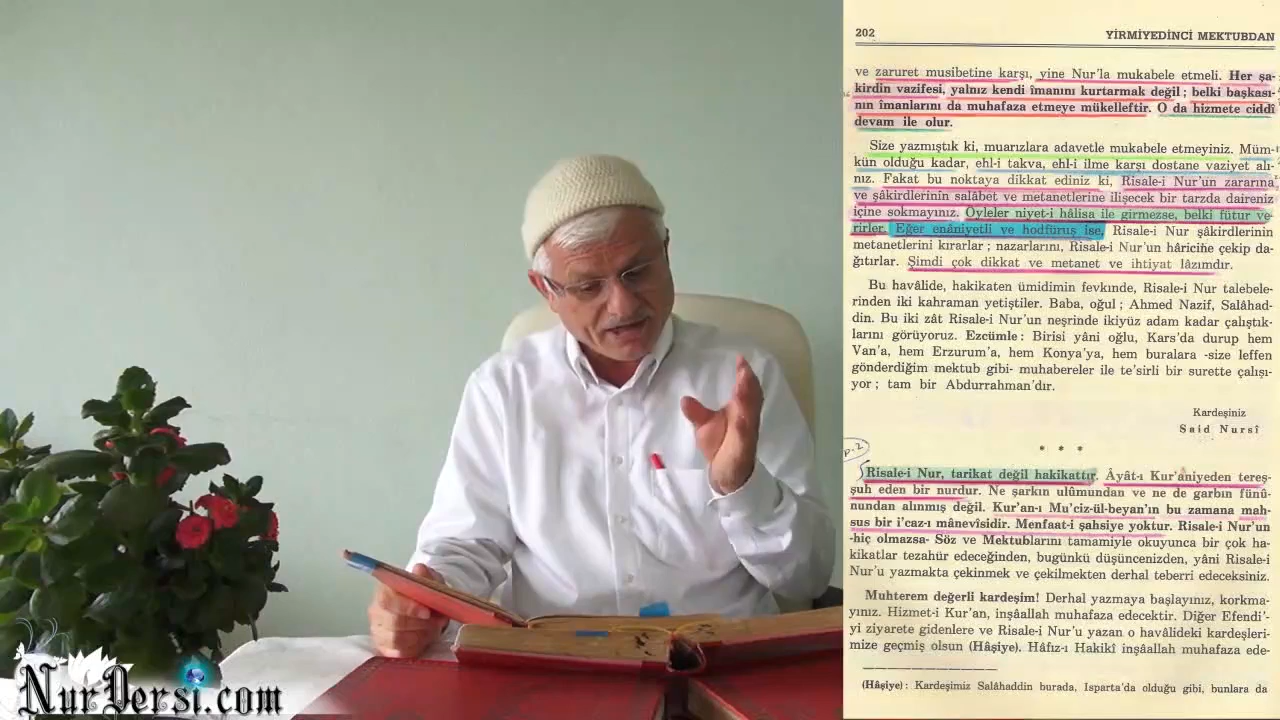 202
YİRMİYEDİNCİ MEKTUBDAN
ve zaruret musibetine karşı, yine Nur'la mukabele etmeli. Her şa-
kirdin vazifesi, yalnız kendi îmanını kurtarmak değil; belki başkası-
nın îmanlarını da muhafaza etmeye mükelleftir. O da hizmete ciddî
devam ile olur.
Size yazmıştık ki, muarızlara adavetle mukabele etmeyiniz. Müm-
kün olduğu kadar, ehl-i takva, ehl-i ilme karşı dostane vaziyet alı-
nız. Fakat bu noktaya dikkat ediniz ki, Risale-i Nur'un zararına
ve şâkirdlerinin salâbet ve metanetlerine ilişecek bir tarzda daireniz
içine sokmayınız. Öyleler niyet-i hâlisa ile girmezse, belki fütur ve-
rirler. Eğer enâniyetli ve hodfüruş ise, Risale-i Nur şâkirdlerinin
metanetlerini kırarlar; nazarlarını, Risale-i Nur'un hâricine çekip da-
ğıtırlar. Şimdi çok dikkat ve metanet ve ihtiyat lâzımdır.
Bu havâlide, hakikaten ümidimin fevkınde, Risale-i Nur talebele-
rinden iki kahraman yetiştiler. Baba, oğul; Ahmed Nazif, Salâhad-
din. Bu iki zât Risale-i Nur'un neşrinde ikiyüz adam kadar çalıştık-
larını görüyoruz. Ezcümle: Birisi yâni oğlu, Kars'da durup hem
Van'a, hem Erzurum'a, hem Konya'ya, hem buralara -size leffen
gönderdiğim mektub gibi- muhabereler ile te'sirli bir surette çalışı-
yor; tam bir Abdurrahman'dır.
Kardeşiniz
Said Nursî
* * *
p.2
Risale-i Nur, tarikat değil hakikattır. Âyât-ı Kur'âniyeden tereş-
şuh eden bir nurdur. Ne şarkın ulûmundan ve ne de garbın fünû-
nundan alınmış değil. Kur'an-ı Mu'ciz-ül-beyan'ın bu zamana mah-
sus bir i'caz-ı mânevîsidir. Menfaat-i şahsiye yoktur. Risale-i Nur'un
-hiç olmazsa- Söz ve Mektublarını tamamiyle okuyunca bir çok ha-
kikatlar tezahür edeceğinden, bugünkü düşüncenizden, yâni Risale-i
Nur'u yazmakta çekinmek ve çekilmekten derhal teberri edeceksiniz.
Muhterem değerli kardeşim! Derhal yazmaya başlayınız, korkma-
yınız. Hizmet-i Kur'an, inşâallah muhafaza edecektir. Diğer Efendi'-
yi ziyarete gidenlere ve Risale-i Nur'u yazan o havâlideki kardeşleri-
mize geçmiş olsun (Hâşiye). Hâfız-ı Hakikî inşâallah muhafaza ede-
(Hâşiye): Kardeşimiz Salâhaddin burada, Isparta'da olduğu gibi, bunlara da
NurDersi.com